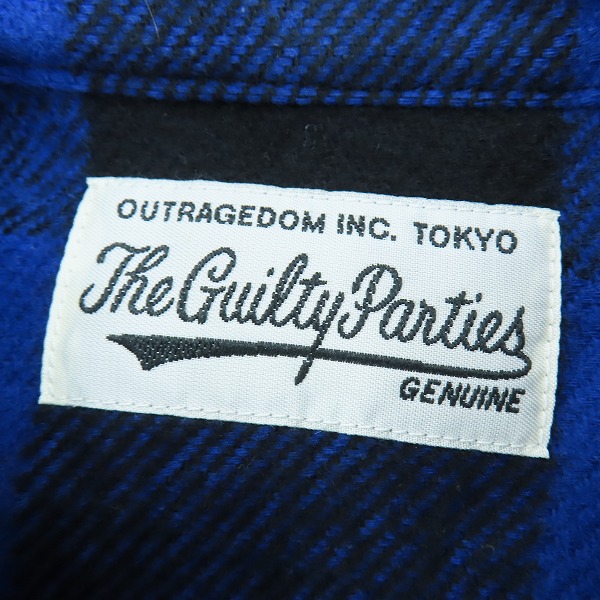 OUTRAGEDOM INC. TOKYO
The Guilty Parties
GENUINE